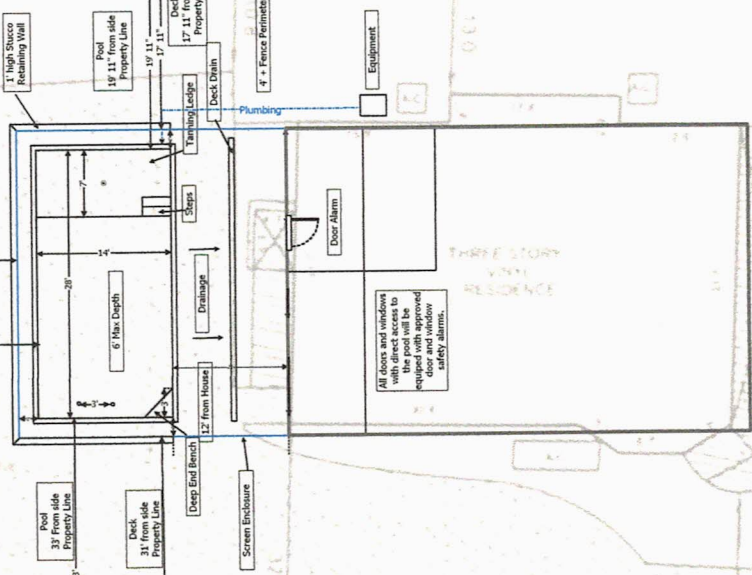 1' high Stucco
Retaining Wall
Pool
19' 11" from side
Property Line
19' 11"
17' 11"
Deck
17' 11" from
Property
4' + Fence Perimete
Equipment
Plumbing
Deck Drain
Tanning Ledge
Steps
7'
14'
28'
6' Max Depth
Drainage
Door Alarm
THREE STORY
RESIDENCE
All doors and windows
with direct access to
the pool will be
equiped with approved
door and window
safety alarms.
3'
3'
12' from House
Deep End Bench
Pool
33' From side
Property Line
Deck
31' from side
Property Line
Screen Enclosure